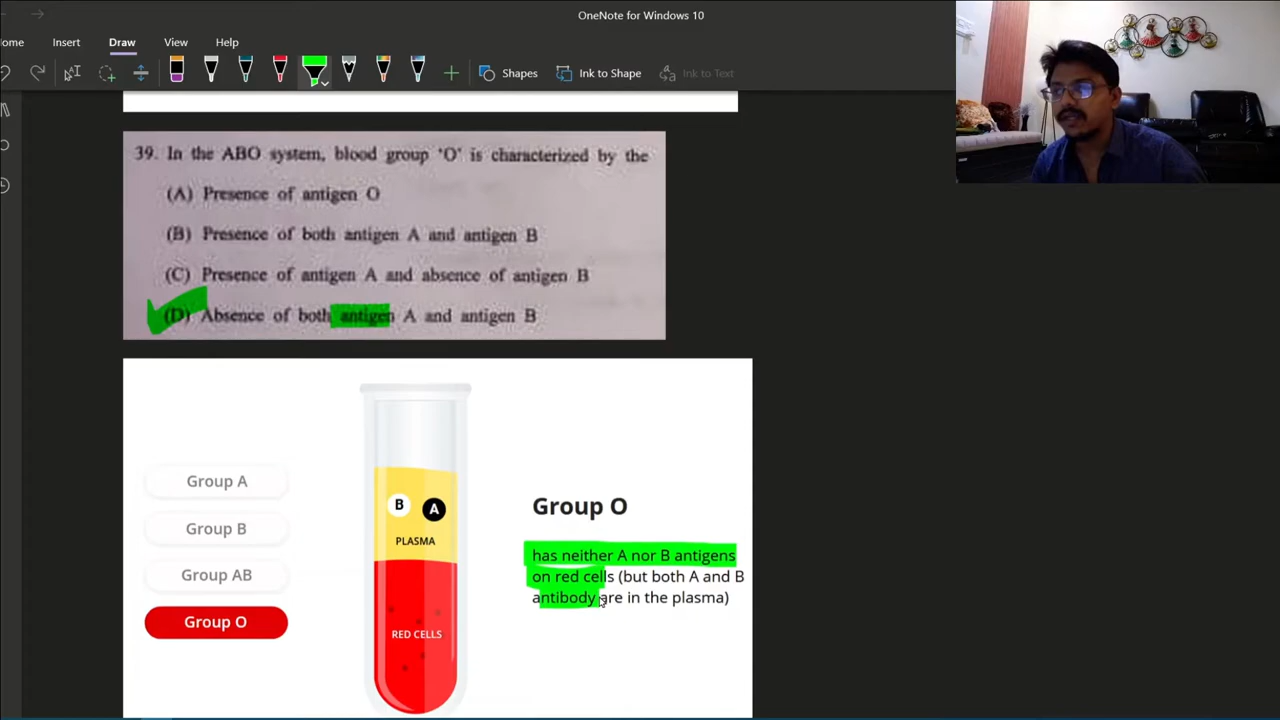 OneNote for Windows 10
ome Insert Draw View Help
Shapes Ink to Shape Ink to Text
39. In the ABO system, blood group 'O' is characterized by the
(A) Presence of antigen O
(B) Presence of both antigen A and antigen B
(C) Presence of antigen A and absence of antigen B
(D) Absence of both antigen A and antigen B
Group A
Group B
Group AB
Group O
B A
PLASMA
RED CELLS
Group O
has neither A nor B antigens
on red cells (but both A and B
antibody are in the plasma)